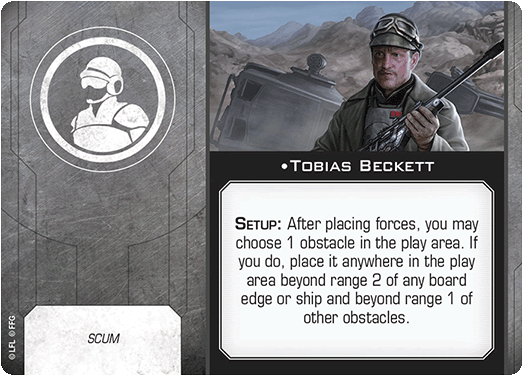 •Tobias Beckett
Setup: After placing forces, you may
choose 1 obstacle in the play area. If
you do, place it anywhere in the play
area beyond range 2 of any board
edge or ship and beyond range 1 of
other obstacles.
SCUM
© LFL © FFG